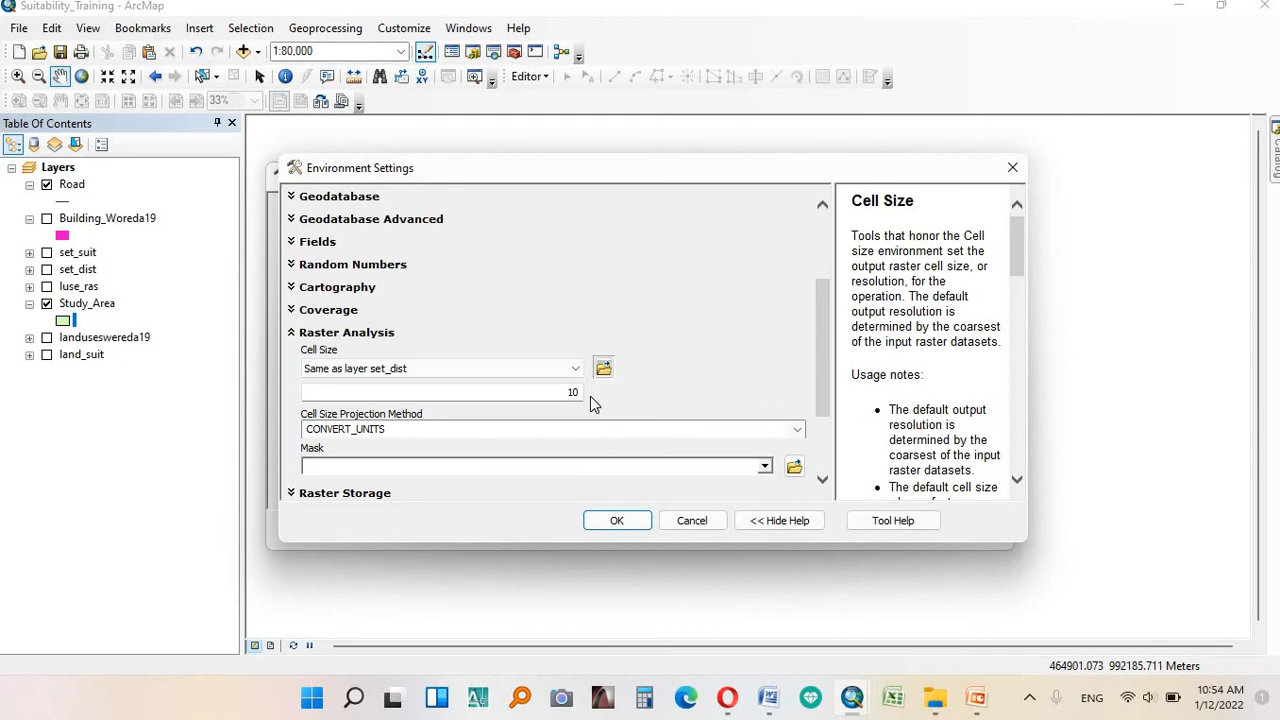 Suitability_Training - ArcMap
File Edit View Bookmarks Insert Selection Geoprocessing Customize Windows Help
1:80,000
Editor
33%
Table Of Contents
Layers
Road
Building_Woreda19
set_suit
set_dist
luse_ras
Study_Area
landuseswereda19
land_suit
Environment Settings
Geodatabase
Geodatabase Advanced
Fields
Random Numbers
Cartography
Coverage
Raster Analysis
Cell Size
Same as layer set_dist
10
Cell Size Projection Method
CONVERT_UNITS
Mask
Raster Storage
OK Cancel << Hide Help Tool Help
Cell Size
Tools that honor the Cell
size environment set the
output raster cell size, or
resolution, for the
operation. The default
output resolution is
determined by the coarsest
of the input raster datasets.
Usage notes:
• The default output
resolution is
determined by the
coarsest of the input
raster datasets.
• The default cell size
Catalog
464901.073 992185.711 Meters
ENG
10:54 AM
1/12/2022